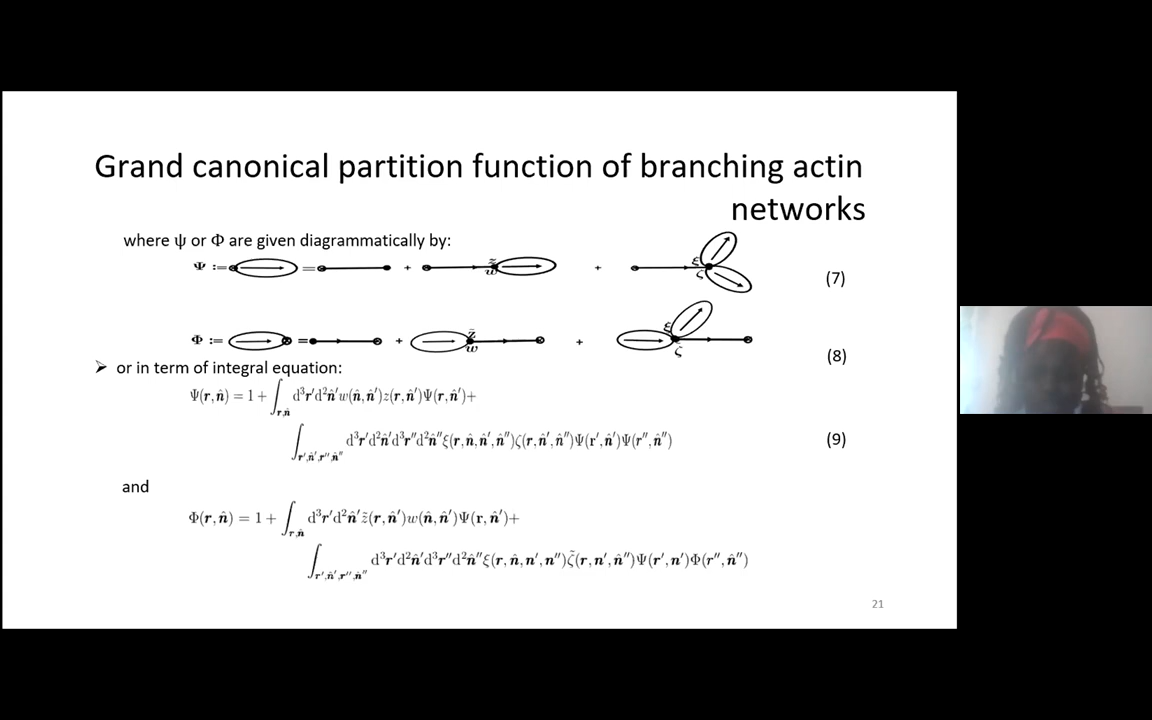 Grand canonical partition function of branching actin
networks
where ψ or Φ are given diagrammatically by:
Ψ := = + z w + ξ ζ (7)
Φ := = + z̃ w + ξ ζ̃ (8)
➢ or in term of integral equation:
Ψ(r, n̂) = 1 + ∫_{r,n̂} d³r′d²n̂′w(n̂, n̂′)z(r, n̂′)Ψ(r, n̂′)+
∫_{r′,n̂′,r″,n̂″} d³r′d²n̂′d³r″d²n̂″ξ(r, n̂, n̂′, n̂″)ζ(r, n̂′, n̂″)Ψ(r′, n̂′)Ψ(r″, n̂″) (9)
and
Φ(r, n̂) = 1 + ∫_{r,n̂} d³r′d²n̂′z̃(r, n̂′)w(n̂, n̂′)Ψ(r, n̂′)+
∫_{r′,n̂′,r″,n̂″} d³r′d²n̂′d³r″d²n̂″ξ(r, n̂, n′, n″)ζ̃(r, n′, n̂″)Ψ(r′, n′)Φ(r″, n̂″)
21